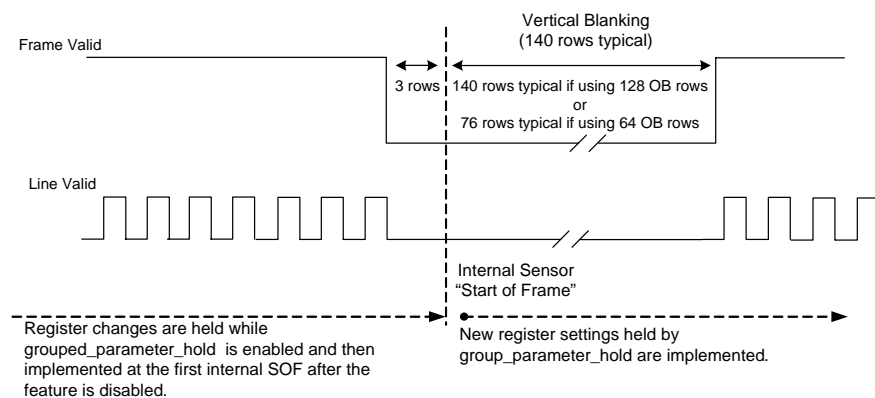 Vertical Blanking
(140 rows typical)
Frame Valid
3 rows
140 rows typical if using 128 OB rows
or
76 rows typical if using 64 OB rows
Line Valid
Internal Sensor
“Start of Frame”
Register changes are held while
grouped_parameter_hold is enabled and then
implemented at the first internal SOF after the
feature is disabled.
New register settings held by
group_parameter_hold are implemented.